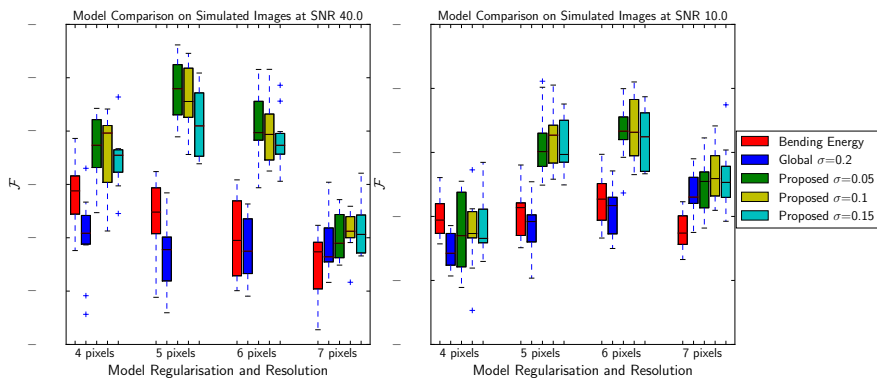 Model Comparison on Simulated Images at SNR 40.0
ℱ
4 pixels 5 pixels 6 pixels 7 pixels
Model Regularisation and Resolution
Model Comparison on Simulated Images at SNR 10.0
ℱ
4 pixels 5 pixels 6 pixels 7 pixels
Model Regularisation and Resolution
Bending Energy
Global σ=0.2
Proposed σ=0.05
Proposed σ=0.1
Proposed σ=0.15